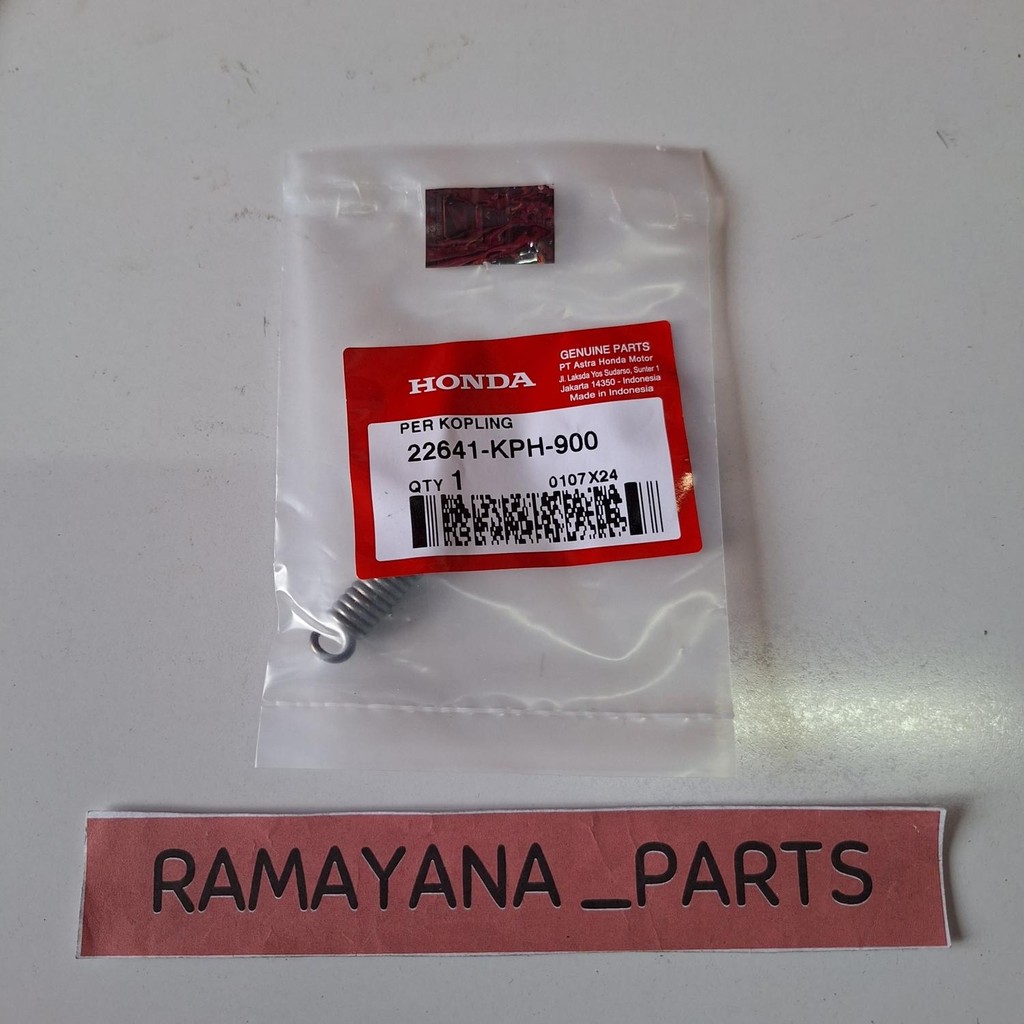 HONDA
GENUINE PARTS
PT Astra Honda Motor
Jl. Laksda Yos Sudarso, Sunter 1
Jakarta 14350 - Indonesia
Made in Indonesia
PER KOPLING
22641-KPH-900
QTY 1
0107X24
RAMAYANA _PARTS